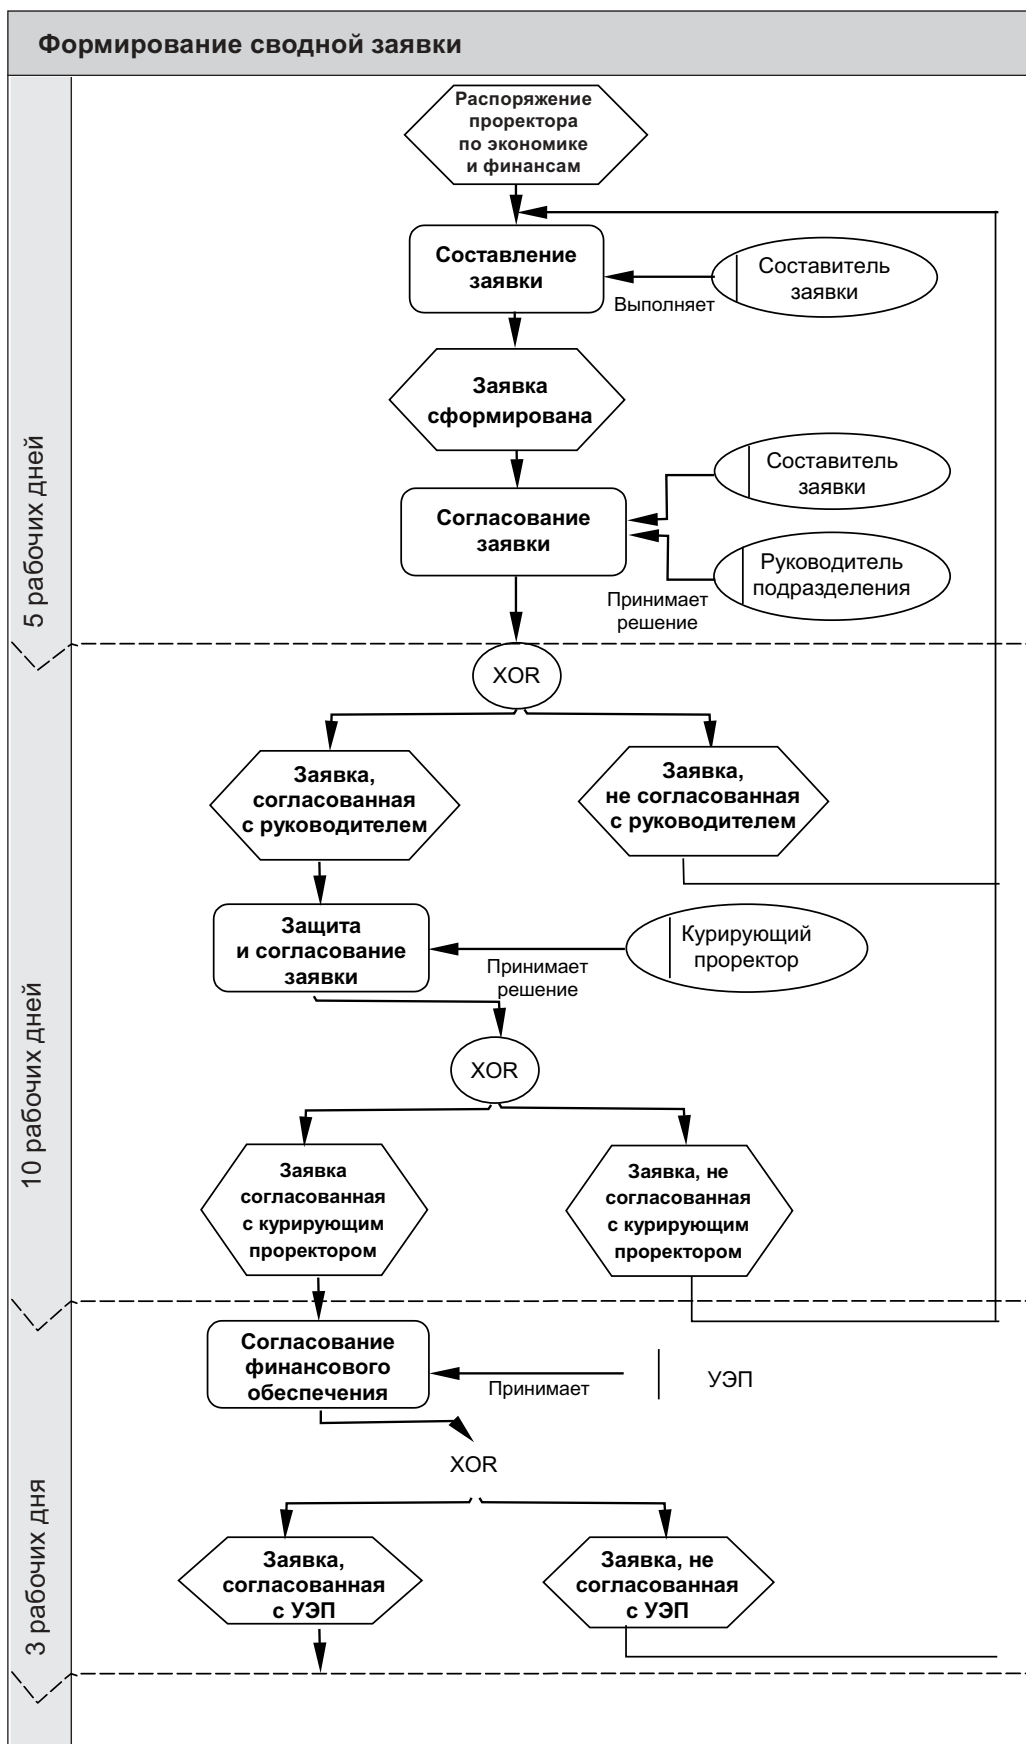 Формирование сводной заявки
Распоряжение
проректора
по экономике
и финансам
Составление
заявки
Составитель
заявки
Выполняет
Заявка
сформирована
5 рабочих дней
Составитель
заявки
Согласование
заявки
Руководитель
подразделения
Принимает
решение
XOR
Заявка,
согласованная
с руководителем
Заявка,
не согласованная
с руководителем
10 рабочих дней
Защита
и согласование
заявки
Курирующий
проректор
Принимает
решение
XOR
Заявка
согласованная
с курирующим
проректором
Заявка, не
согласованная
с курирующим
проректором
Согласование
финансового
обеспечения
Принимает
УЭП
XOR
3 рабочих дня
Заявка,
согласованная
с УЭП
Заявка, не
согласованная
с УЭП